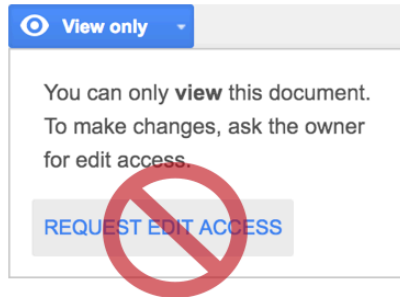 View only
You can only view this document.
To make changes, ask the owner
for edit access.
REQUEST EDIT ACCESS